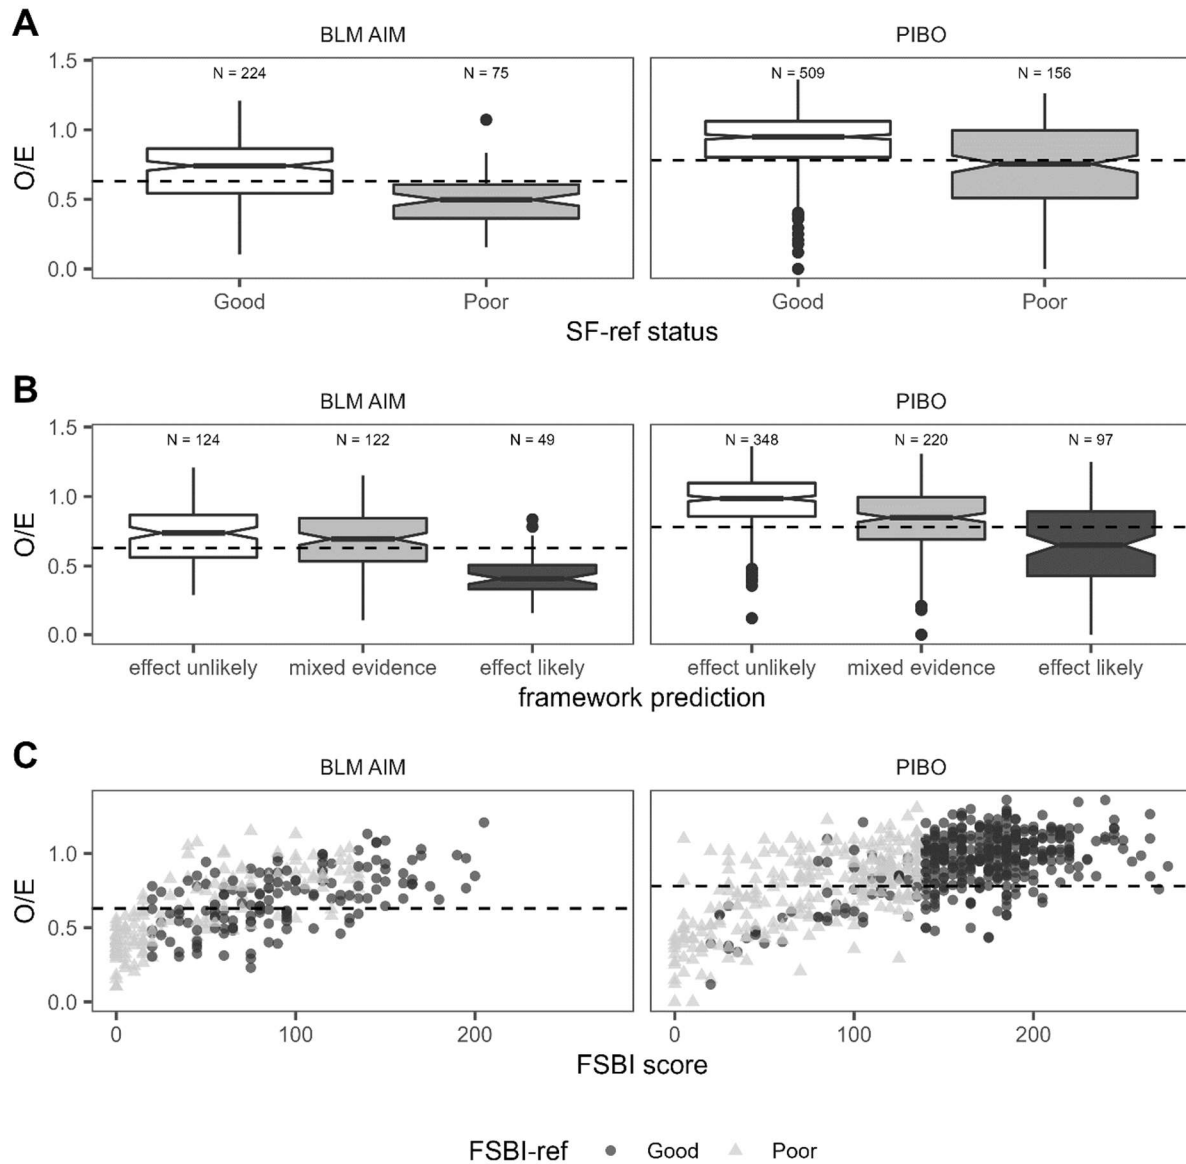 A
BLM AIM PIBO
1.5 N = 224 N = 75 N = 509 N = 156
1.0
O/E
0.5
0.0
Good Poor Good Poor
SF-ref status
B
BLM AIM PIBO
1.5 N = 124 N = 122 N = 49 N = 348 N = 220 N = 97
1.0
O/E
0.5
0.0
effect unlikely mixed evidence effect likely effect unlikely mixed evidence effect likely
framework prediction
C
BLM AIM PIBO
1.0
O/E
0.5
0.0
0 100 200 0 100 200
FSBI score
FSBI-ref Good Poor